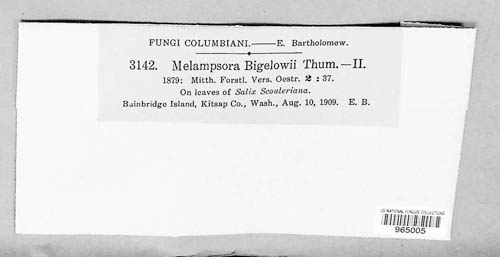 FUNGI COLUMBIANI.——E. Bartholomew.
3142. Melampsora Bigelowii Thum.—II.
1879: Mitth. Forstl. Vers. Oestr. 2 : 37.
On leaves of Salix Scouleriana.
Bainbridge Island, Kitsap Co., Wash., Aug. 10, 1909. E. B.
US NATIONAL FUNGUS COLLECTIONS
965005